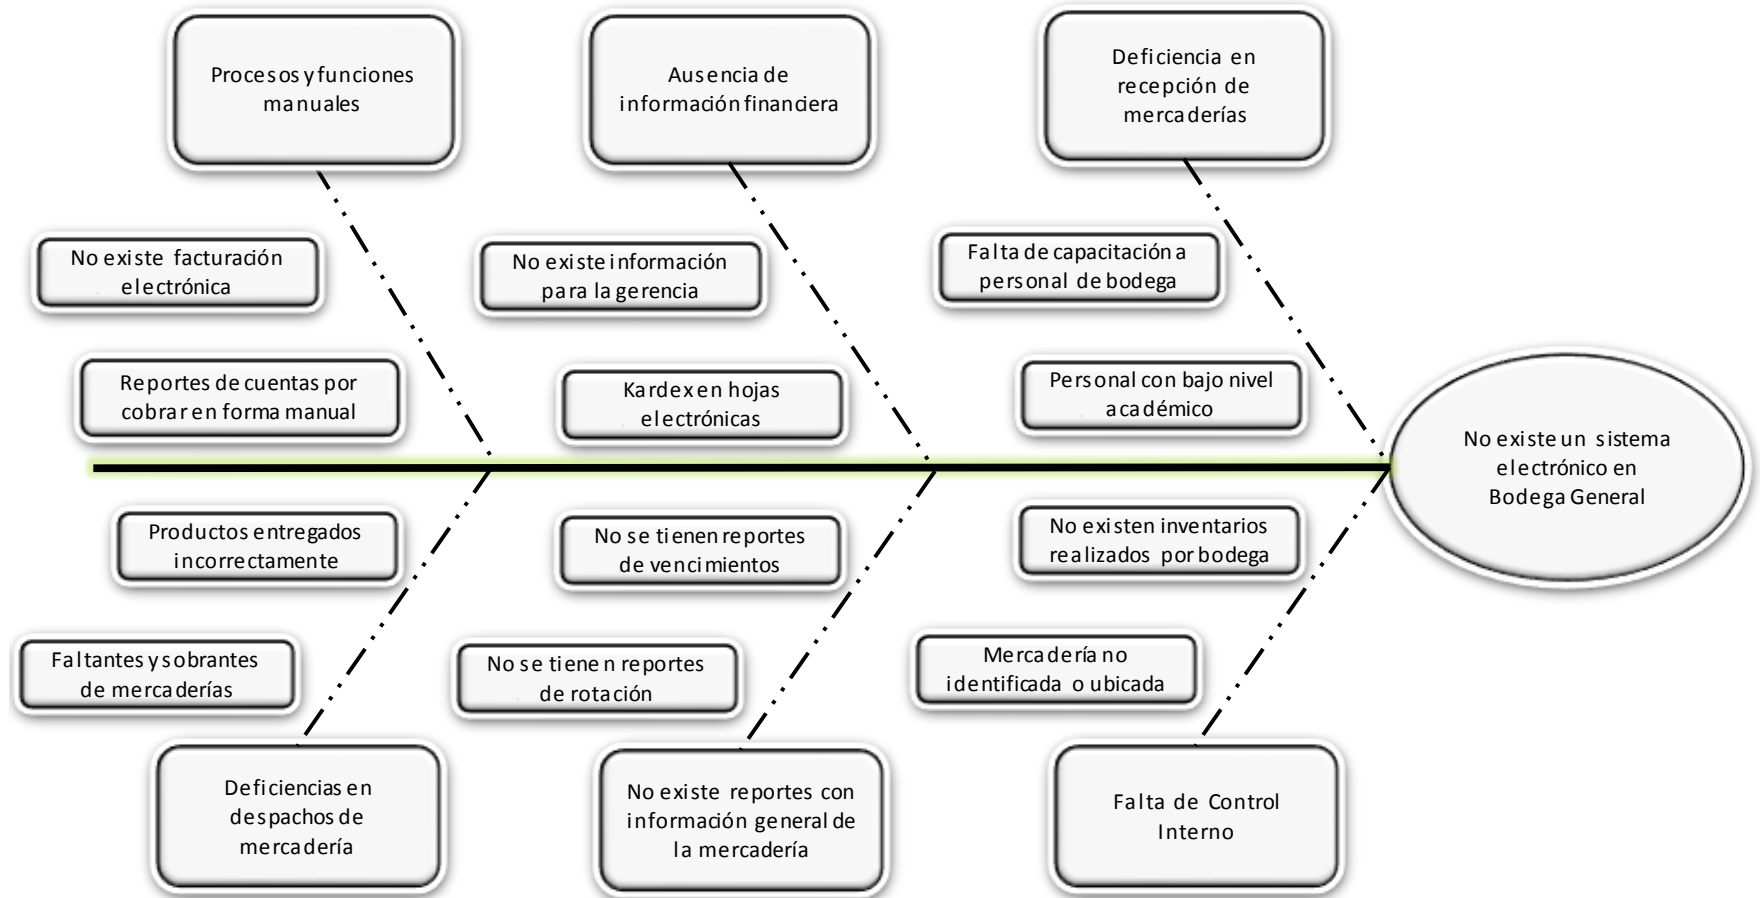 Procesos y funciones
manuales
Ausencia de
información financiera
Deficiencia en
recepción de
mercaderías
No existe facturación
electrónica
No existe información
para la gerencia
Falta de capacitación a
personal de bodega
Reportes de cuentas por
cobrar en forma manual
Kardex en hojas
electrónicas
Personal con bajo nivel
académico
No existe un sistema
electrónico en
Bodega General
Productos entregados
incorrectamente
No se tienen reportes
de vencimientos
No existen inventarios
realizados por bodega
Faltantes y sobrantes
de mercaderías
No se tienen reportes
de rotación
Mercadería no
identificada o ubicada
Deficiencias en
despachos de
mercadería
No existe reportes con
información general de
la mercadería
Falta de Control
Interno